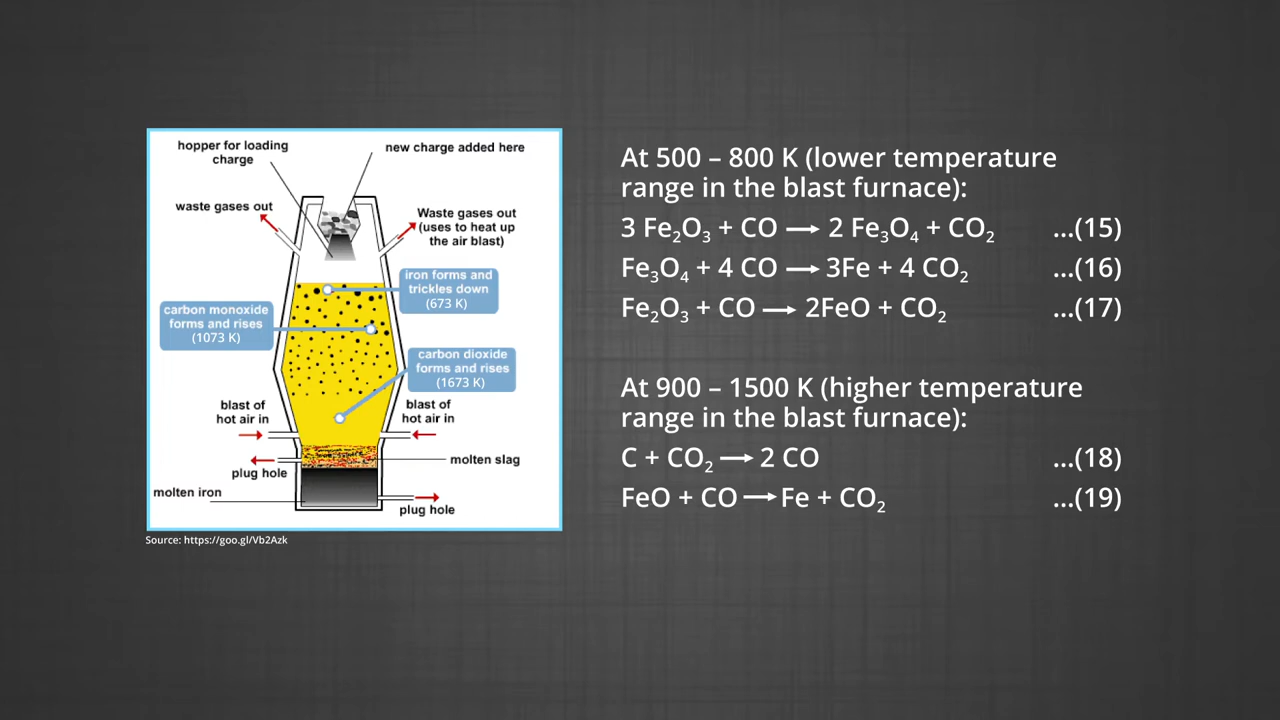 hopper for loading
charge
new charge added here
waste gases out
Waste gases out
(uses to heat up
the air blast)
iron forms and
trickles down
(673 K)
carbon monoxide
forms and rises
(1073 K)
carbon dioxide
forms and rises
(1673 K)
blast of
hot air in
blast of
hot air in
plug hole
molten slag
molten iron
plug hole
Source: https://goo.gl/Vb2Azk
At 500 – 800 K (lower temperature
range in the blast furnace):
3 Fe₂O₃ + CO ⟶ 2 Fe₃O₄ + CO₂ ...(15)
Fe₃O₄ + 4 CO ⟶ 3Fe + 4 CO₂ ...(16)
Fe₂O₃ + CO ⟶ 2FeO + CO₂ ...(17)
At 900 – 1500 K (higher temperature
range in the blast furnace):
C + CO₂ ⟶ 2 CO ...(18)
FeO + CO ⟶ Fe + CO₂ ...(19)